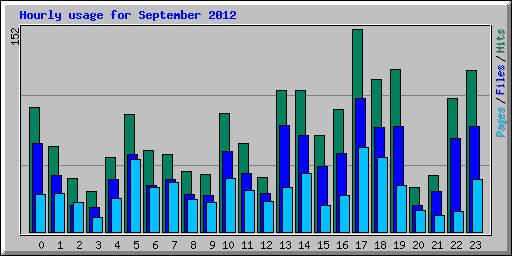 Hourly usage for September 2012
152
Pages / Files / Hits
0 1 2 3 4 5 6 7 8 9 10 11 12 13 14 15 16 17 18 19 20 21 22 23